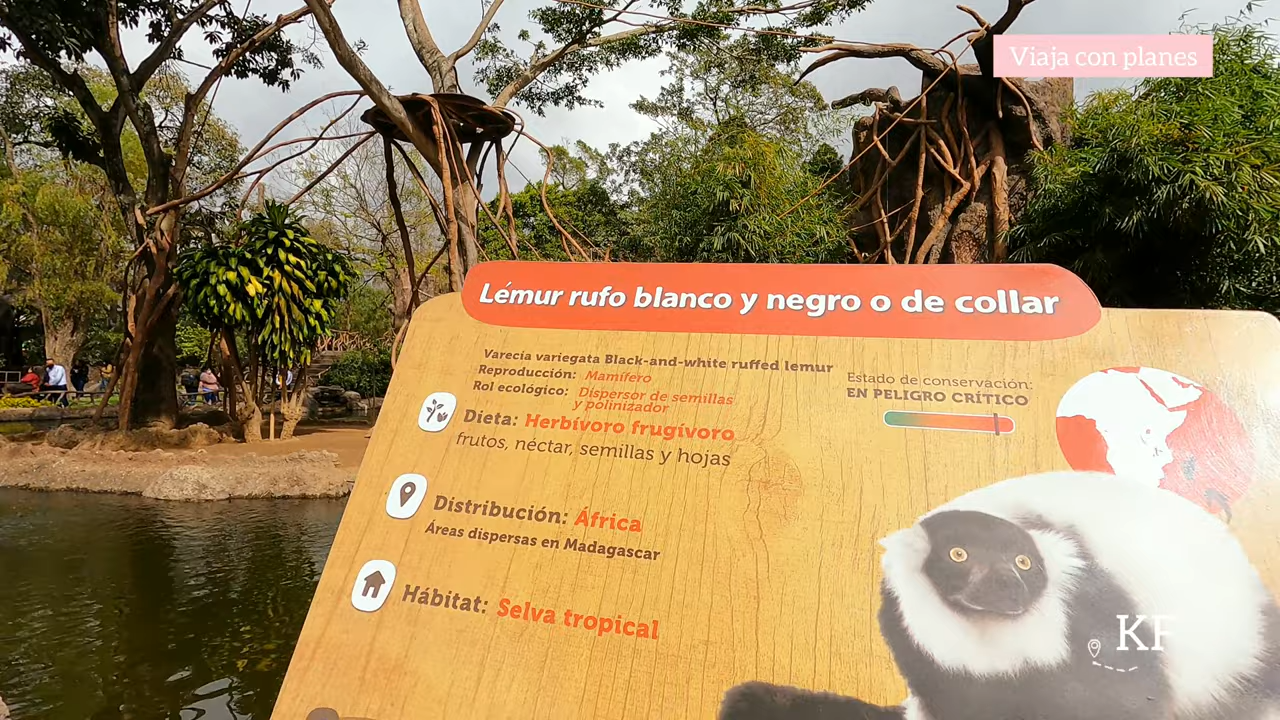 Viaja con planes
Lémur rufo blanco y negro o de collar
Varecia variegata Black-and-white ruffed lemur
Reproducción: Mamífero
Rol ecológico: Dispersor de semillas
y polinizador
Dieta: Herbívoro frugívoro
frutos, néctar, semillas y hojas
Estado de conservación:
EN PELIGRO CRÍTICO
Distribución: África
Áreas dispersas en Madagascar
Hábitat: Selva tropical
KF